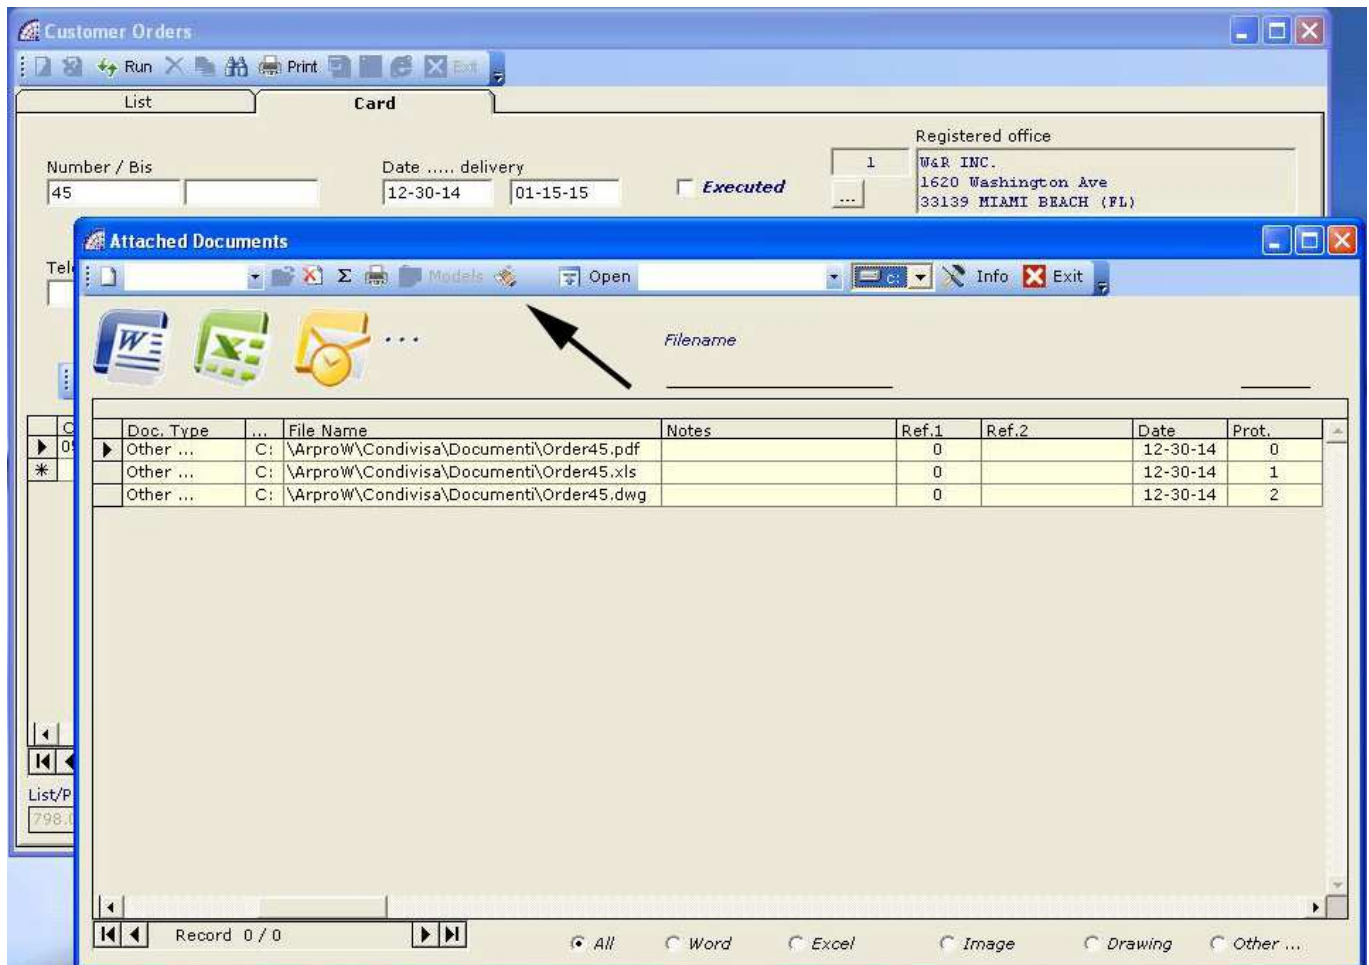 Customer Orders
Run Print Exit
List Card
Registered office
Number / Bis Date ..... delivery 1 W&R INC.
45 12-30-14 01-15-15 Executed ... 1620 Washington Ave
33139 MIAMI BEACH (FL)
Attached Documents
Σ Models Open c: Info Exit
W X ... Filename
Doc. Type ... File Name Notes Ref.1 Ref.2 Date Prot.
Other ... C: \ArproW\Condivisa\Documenti\Order45.pdf 0 12-30-14 0
Other ... C: \ArproW\Condivisa\Documenti\Order45.xls 0 12-30-14 1
Other ... C: \ArproW\Condivisa\Documenti\Order45.dwg 0 12-30-14 2
List/P
798.0
Record 0 / 0
All Word Excel Image Drawing Other ...